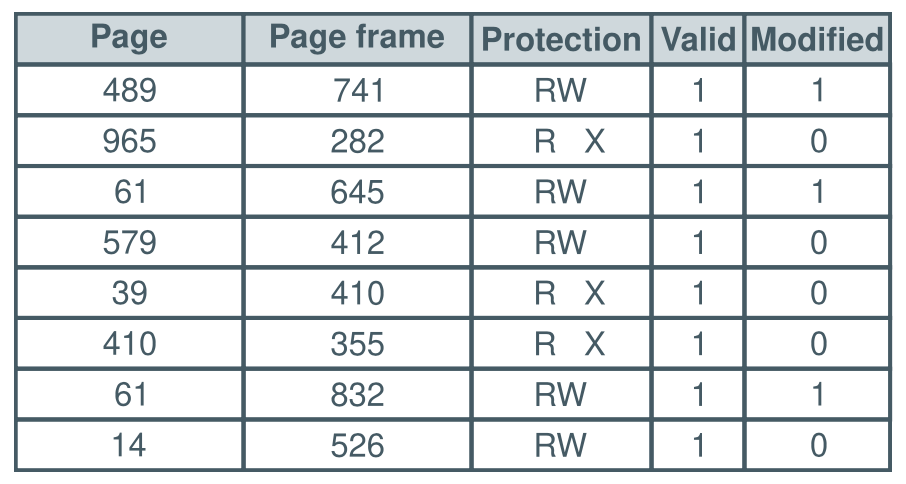 Page Page frame Protection Valid Modified
489 741 RW 1 1
965 282 R X 1 0
61 645 RW 1 1
579 412 RW 1 0
39 410 R X 1 0
410 355 R X 1 0
61 832 RW 1 1
14 526 RW 1 0